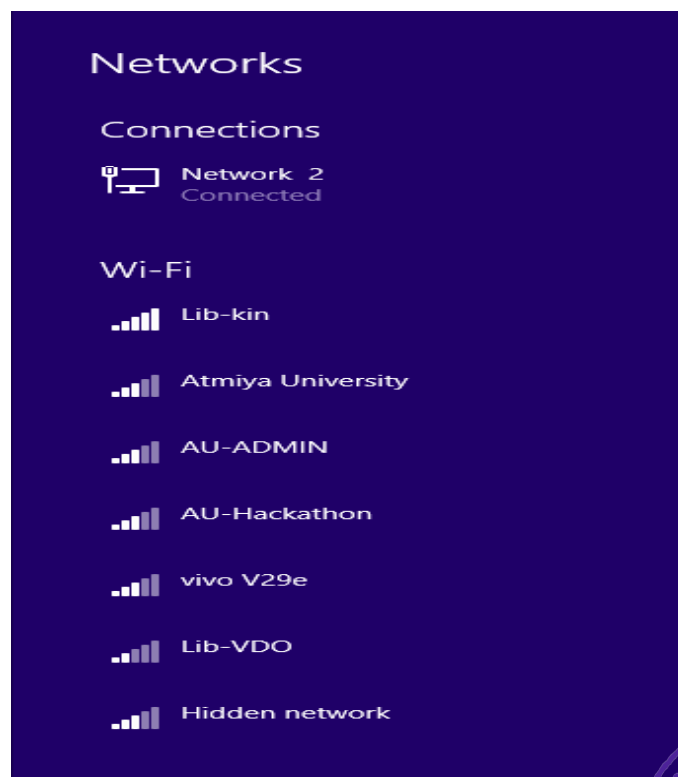 Networks
Connections
Network 2
Connected
Wi-Fi
Lib-kin
Atmiya University
AU-ADMIN
AU-Hackathon
vivo V29e
Lib-VDO
Hidden network